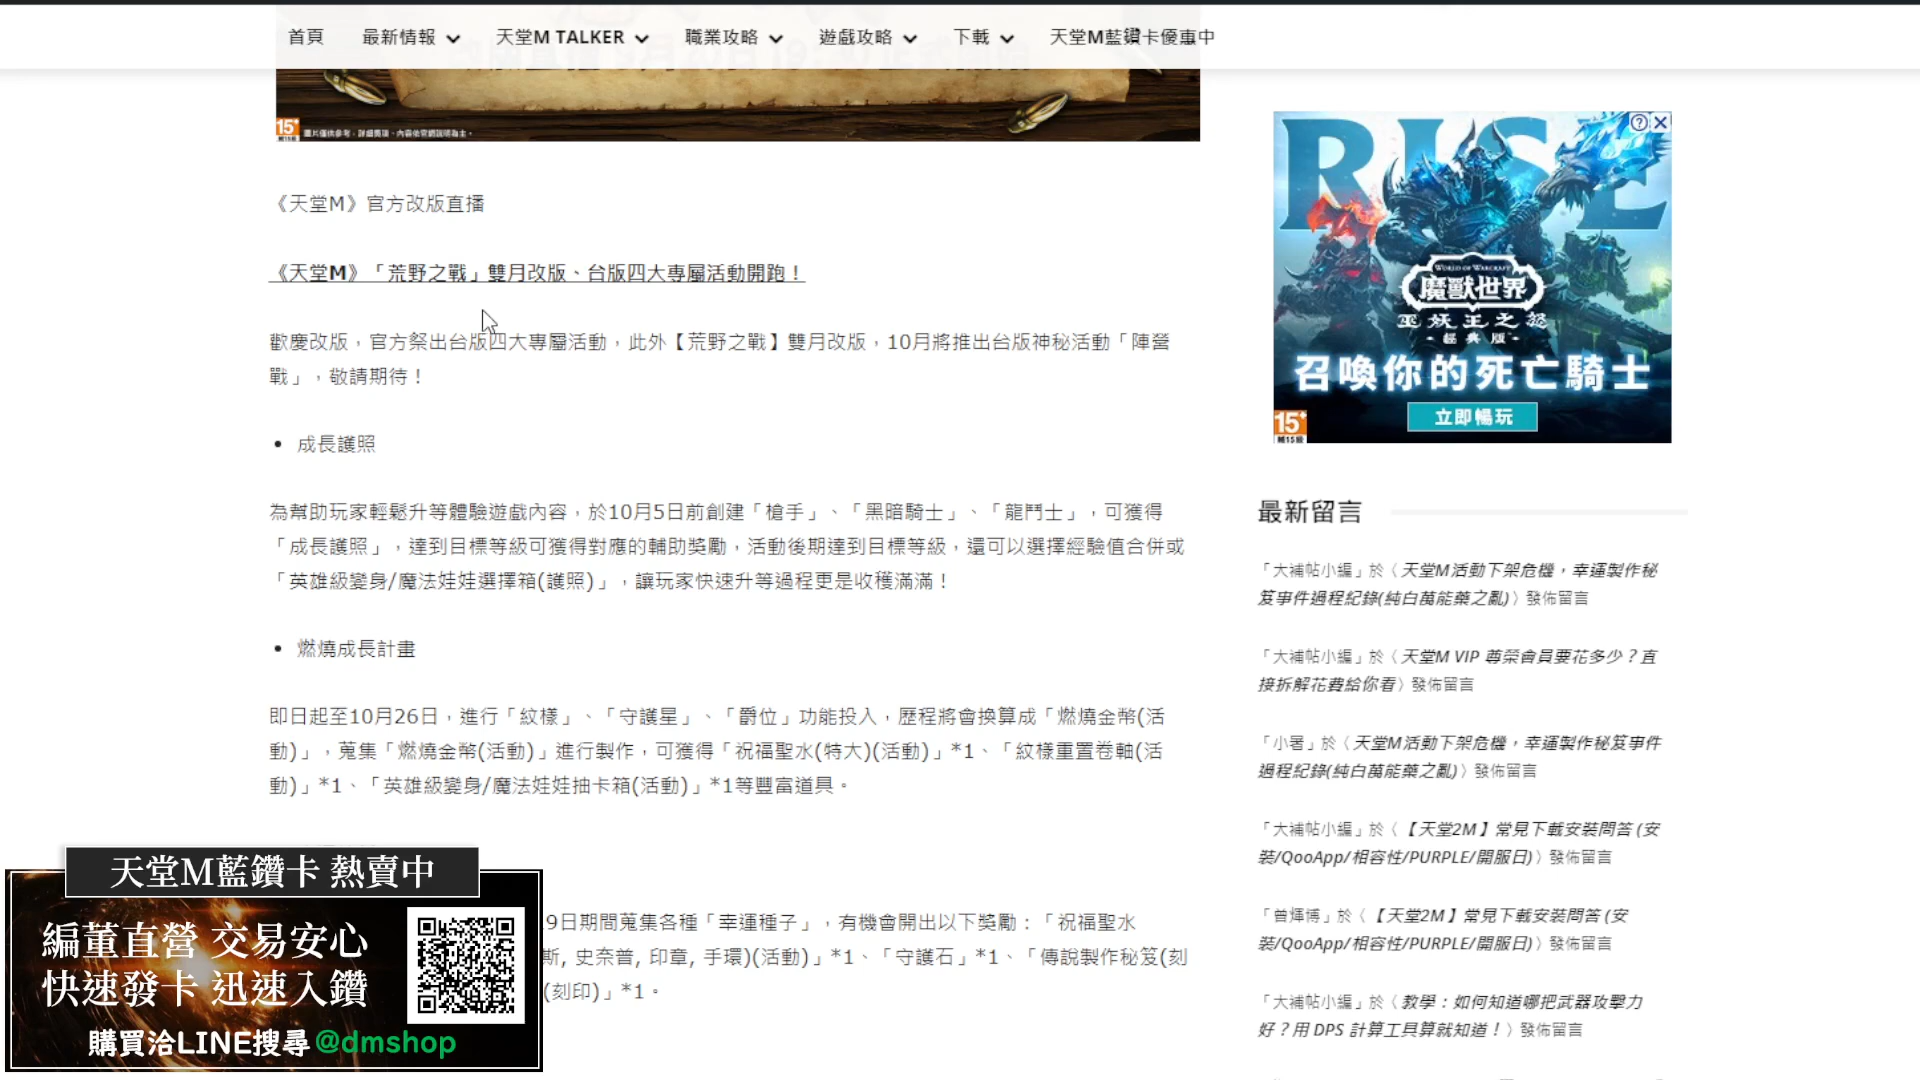 首頁 最新情報 天堂M TALKER 職業攻略 遊戲攻略 下載 天堂M藍鑽卡優惠中
15+ 圖片僅供參考，詳細獎項、內容依官網說明為主。
《天堂M》官方改版直播
《天堂M》「荒野之戰」雙月改版、台版四大專屬活動開跑！
歡慶改版，官方祭出台版四大專屬活動，此外【荒野之戰】雙月改版，10月將推出台版神秘活動「陣營
戰」，敬請期待！
• 成長護照
為幫助玩家輕鬆升等體驗遊戲內容，於10月5日前創建「槍手」、「黑暗騎士」、「龍鬥士」，可獲得
「成長護照」，達到目標等級可獲得對應的輔助獎勵，活動後期達到目標等級，還可以選擇經驗值合併或
「英雄級變身/魔法娃娃選擇箱(護照)」，讓玩家快速升等過程更是收穫滿滿！
• 燃燒成長計畫
即日起至10月26日，進行「紋樣」、「守護星」、「爵位」功能投入，歷程將會換算成「燃燒金幣(活
動)」，蒐集「燃燒金幣(活動)」進行製作，可獲得「祝福聖水(特大)(活動)」*1、「紋樣重置卷軸(活
動)」*1、「英雄級變身/魔法娃娃抽卡箱(活動)」*1等豐富道具。
9日期間蒐集各種「幸運種子」，有機會開出以下獎勵：「祝福聖水
斯, 史奈普, 印章, 手環)(活動)」*1、「守護石」*1、「傳說製作秘笈(刻
(刻印)」*1。
天堂M藍鑽卡 熱賣中
編董直營 交易安心
快速發卡 迅速入鑽
購買洽LINE搜尋@dmshop
RISE
WORLD OF WARCRAFT
魔獸世界
巫妖王之怒
·經典版·
召喚你的死亡騎士
立即暢玩
15+
輔15級
最新留言
「大補帖小編」於〈天堂M活動下架危機，幸運製作秘
笈事件過程紀錄(純白萬能藥之亂)〉發佈留言
「大補帖小編」於〈天堂M VIP 尊榮會員要花多少？直
接拆解花費給你看〉發佈留言
「小署」於〈天堂M活動下架危機，幸運製作秘笈事件
過程紀錄(純白萬能藥之亂)〉發佈留言
「大補帖小編」於〈【天堂2M】常見下載安裝問答 (安
裝/QooApp/相容性/PURPLE/開服日)〉發佈留言
「曾煇博」於〈【天堂2M】常見下載安裝問答 (安
裝/QooApp/相容性/PURPLE/開服日)〉發佈留言
「大補帖小編」於〈教學：如何知道哪把武器攻擊力
好？用 DPS 計算工具算就知道！〉發佈留言